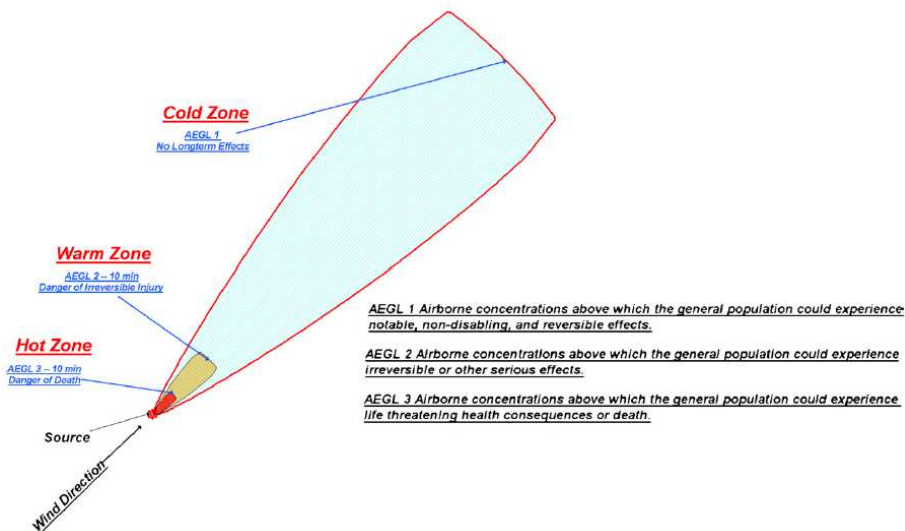 Cold Zone
AEGL 1
No Longterm Effects
Warm Zone
AEGL 2 -- 10 min
Danger of Irreversible Injury
Hot Zone
AEGL 3 -- 10 min
Danger of Death
Source
Wind Direction
AEGL 1 Airborne concentrations above which the general population could experience
notable, non-disabling, and reversible effects.
AEGL 2 Airborne concentrations above which the general population could experience
irreversible or other serious effects.
AEGL 3 Airborne concentrations above which the general population could experience
life threatening health consequences or death.